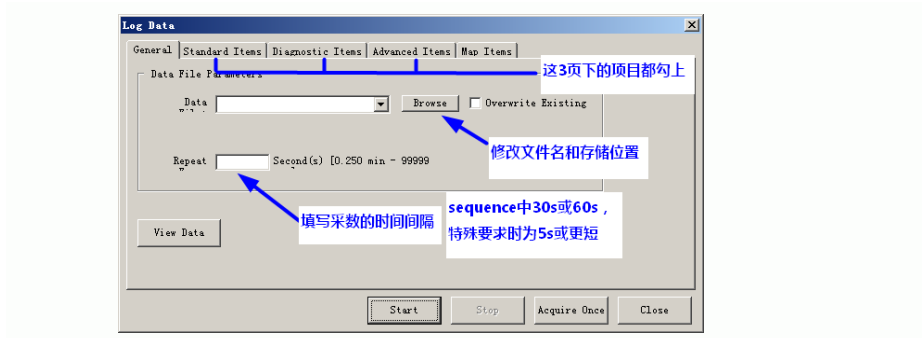 Log Data
General Standard Items Diagnostic Items Advanced Items Map Items
这3页下的项目都勾上
Data File Parameters
Data
Browse
Overwrite Existing
修改文件名和存储位置
Repeat
Second(s) [0.250 min - 99999
填写采数的时间间隔
sequence中30s或60s，
特殊要求时为5s或更短
View Data
Start Stop Acquire Once Close